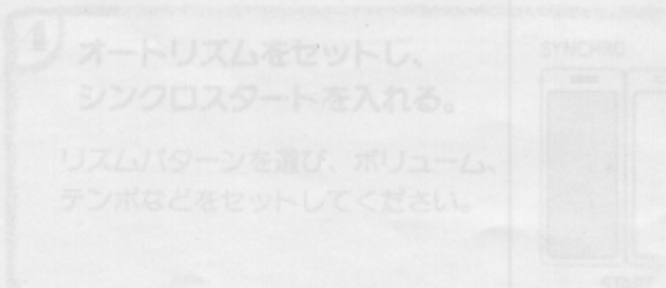 4
オートリズムをセットし、
シンクロスタートを入れる。
リズムパターンを選び、ボリューム、
テンポなどをセットしてください。
SYNCHRO
START